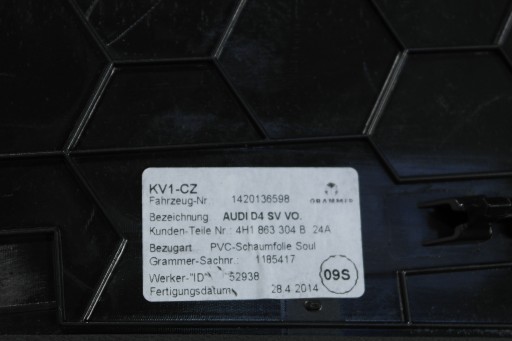 KV1-CZ
Fahrzeug-Nr 1420136598
GRAMMER
Bezeichnung AUDI D4 SV VO.
Kunden-Teile Nr.: 4H1 863 304 B 24A
Bezugart PVC-Schaumfolie Soul
Grammer-Sachnr.: 1185417
Werker-"ID" 52938
09S
Fertigungsdatum 28.4.2014